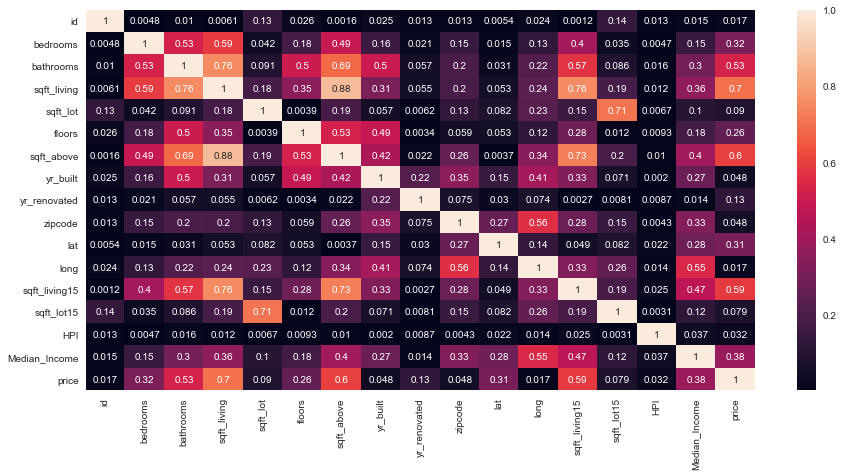 id 1 0.0048 0.01 0.0061 0.13 0.026 0.0016 0.025 0.013 0.013 0.0054 0.024 0.0012 0.14 0.013 0.015 0.017 1.0
bedrooms 0.0048 1 0.53 0.59 0.042 0.18 0.49 0.16 0.021 0.15 0.015 0.13 0.4 0.035 0.0047 0.15 0.32
bathrooms 0.01 0.53 1 0.76 0.091 0.5 0.69 0.5 0.057 0.2 0.031 0.22 0.57 0.086 0.016 0.3 0.53
sqft_living 0.0061 0.59 0.76 1 0.18 0.35 0.88 0.31 0.055 0.2 0.053 0.24 0.76 0.19 0.012 0.36 0.7 0.8
sqft_lot 0.13 0.042 0.091 0.18 1 0.0039 0.19 0.057 0.0062 0.13 0.082 0.23 0.15 0.71 0.0067 0.1 0.09
floors 0.026 0.18 0.5 0.35 0.0039 1 0.53 0.49 0.0034 0.059 0.053 0.12 0.28 0.012 0.0093 0.18 0.26
sqft_above 0.0016 0.49 0.69 0.88 0.19 0.53 1 0.42 0.022 0.26 0.0037 0.34 0.73 0.2 0.01 0.4 0.6 0.6
yr_built 0.025 0.16 0.5 0.31 0.057 0.49 0.42 1 0.22 0.35 0.15 0.41 0.33 0.071 0.002 0.27 0.048
yr_renovated 0.013 0.021 0.057 0.055 0.0062 0.0034 0.022 0.22 1 0.075 0.03 0.074 0.0027 0.0081 0.0087 0.014 0.13
zipcode 0.013 0.15 0.2 0.2 0.13 0.059 0.26 0.35 0.075 1 0.27 0.56 0.28 0.15 0.0043 0.33 0.048
lat 0.0054 0.015 0.031 0.053 0.082 0.053 0.0037 0.15 0.03 0.27 1 0.14 0.049 0.082 0.022 0.28 0.31 0.4
long 0.024 0.13 0.22 0.24 0.23 0.12 0.34 0.41 0.074 0.56 0.14 1 0.33 0.26 0.014 0.55 0.017
sqft_living15 0.0012 0.4 0.57 0.76 0.15 0.28 0.73 0.33 0.0027 0.28 0.049 0.33 1 0.19 0.025 0.47 0.59
sqft_lot15 0.14 0.035 0.086 0.19 0.71 0.012 0.2 0.071 0.0081 0.15 0.082 0.26 0.19 1 0.0031 0.12 0.079 0.2
HPI 0.013 0.0047 0.016 0.012 0.0067 0.0093 0.01 0.002 0.0087 0.0043 0.022 0.014 0.025 0.0031 1 0.037 0.032
Median_Income 0.015 0.15 0.3 0.36 0.1 0.18 0.4 0.27 0.014 0.33 0.28 0.55 0.47 0.12 0.037 1 0.38
price 0.017 0.32 0.53 0.7 0.09 0.26 0.6 0.048 0.13 0.048 0.31 0.017 0.59 0.079 0.032 0.38 1
id bedrooms bathrooms sqft_living sqft_lot floors sqft_above yr_built yr_renovated zipcode lat long sqft_living15 sqft_lot15 HPI Median_Income price